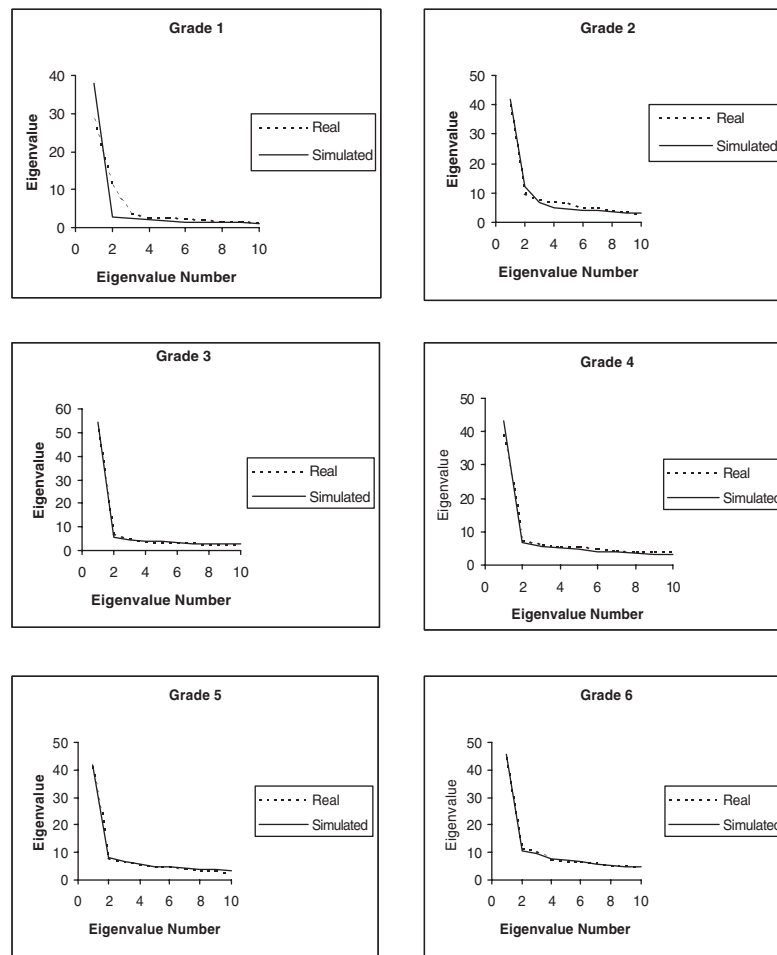 Grade 1
40
30
20
10
0
0 2 4 6 8 10
Eigenvalue
Eigenvalue Number
Real
Simulated
Grade 2
50
40
30
20
10
0
0 2 4 6 8 10
Eigenvalue
Eigenvalue Number
Real
Simulated
Grade 3
60
50
40
30
20
10
0
0 2 4 6 8 10
Eigenvalue
Eigenvalue Number
Real
Simulated
Grade 4
50
40
30
20
10
0
0 2 4 6 8 10
Eigenvalue
Eigenvalue Number
Real
Simulated
Grade 5
50
40
30
20
10
0
0 2 4 6 8 10
Eigenvalue
Eigenvalue Number
Real
Simulated
Grade 6
50
40
30
20
10
0
0 2 4 6 8 10
Eigenvalue
Eigenvalue Number
Real
Simulated